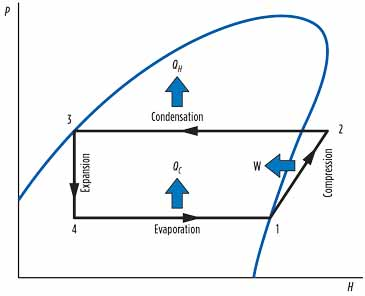 P
Q_H
3
Condensation
2
Expansion
Q_C
W
Compression
4
Evaporation
1
H